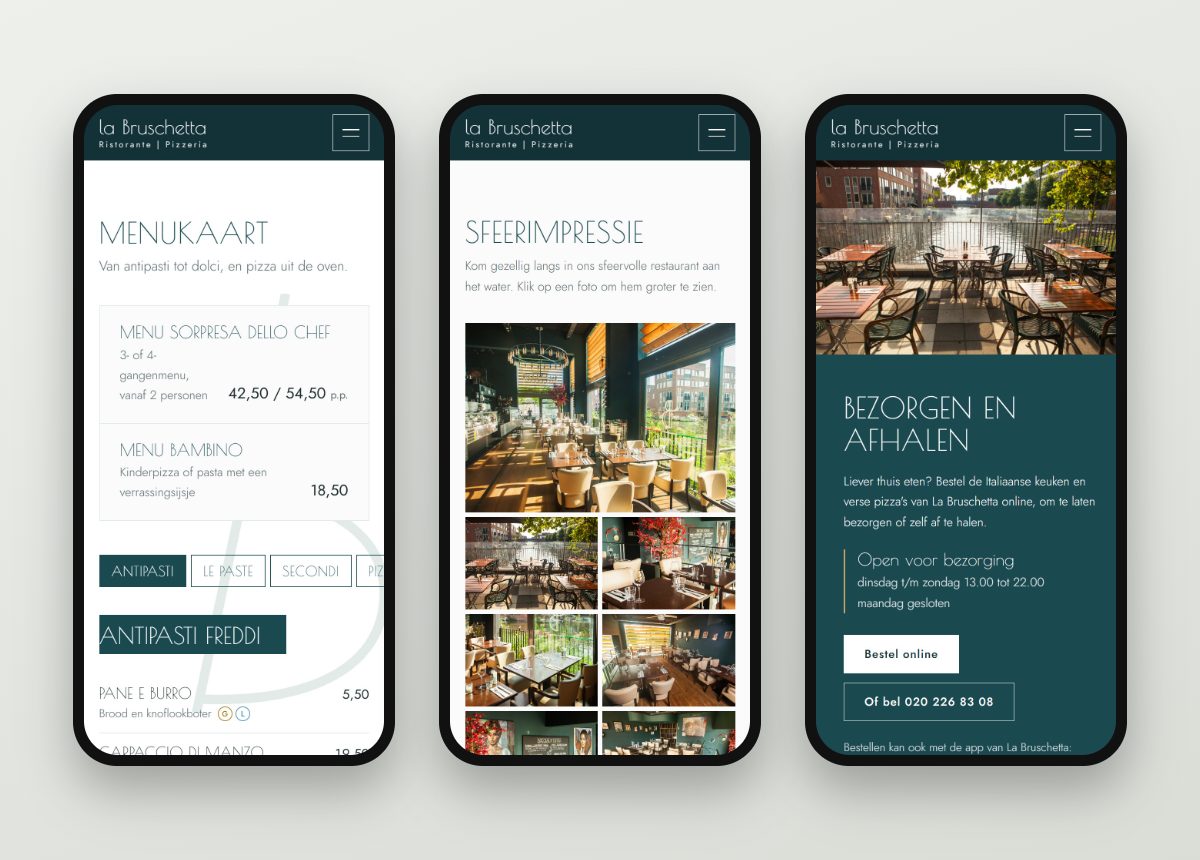 la Bruschetta
Ristorante | Pizzeria
MENUKAART
Van antipasti tot dolci, en pizza uit de oven.
MENU SORPRESA DELLO CHEF
3- of 4-
gangenmenu,
vanaf 2 personen 42,50 / 54,50 p.p.
MENU BAMBINO
Kinderpizza of pasta met een
verrassingsijsje 18,50
ANTIPASTI LE PASTE SECONDI PIZ
ANTIPASTI FREDDI
PANE E BURRO 5,50
Brood en knoflookboter G L
CARPACCIO DI MANZO 19,50
la Bruschetta
Ristorante | Pizzeria
SFEERIMPRESSIE
Kom gezellig langs in ons sfeervolle restaurant aan
het water. Klik op een foto om hem groter te zien.
la Bruschetta
Ristorante | Pizzeria
BEZORGEN EN
AFHALEN
Liever thuis eten? Bestel de Italiaanse keuken en
verse pizza's van La Bruschetta online, om te laten
bezorgen of zelf af te halen.
Open voor bezorging
dinsdag t/m zondag 13.00 tot 22.00
maandag gesloten
Bestel online
Of bel 020 226 83 08
Bestellen kan ook met de app van La Bruschetta: